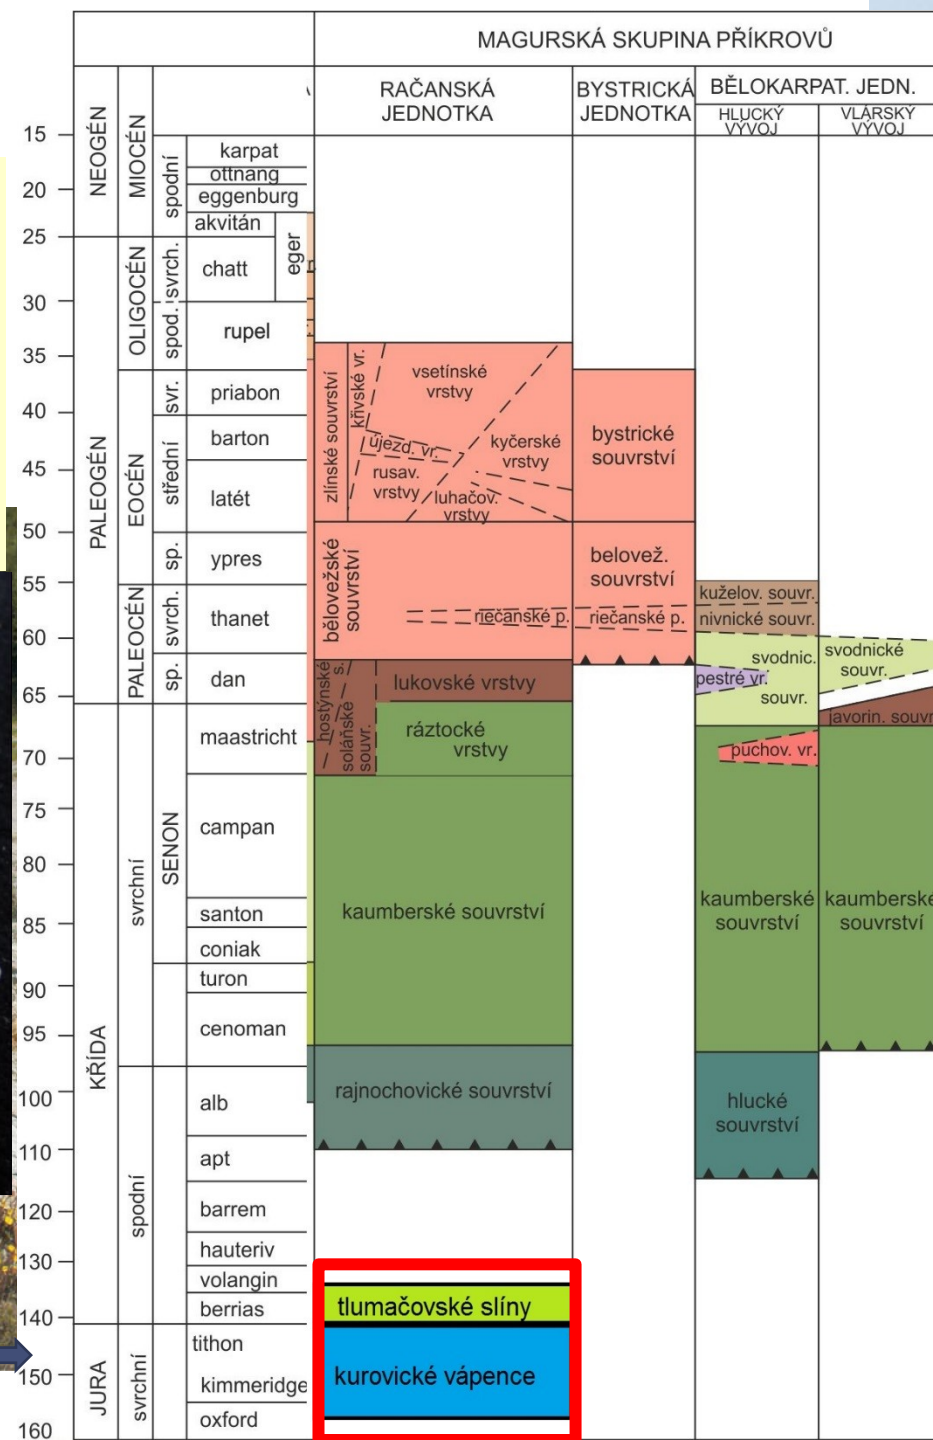 MAGURSKÁ SKUPINA PŘÍKROVŮ
RAČANSKÁ
JEDNOTKA
BYSTRICKÁ
JEDNOTKA
BĚLOKARPAT. JEDN.
HLUCKÝ
VÝVOJ
VLÁRSKÝ
VÝVOJ
15
20
25
30
35
40
45
50
55
60
65
70
75
80
85
90
95
100
110
120
130
140
150
160
NEOGÉN
PALEOGÉN
KŘÍDA
JURA
MIOCÉN
OLIGOCÉN
EOCÉN
PALEOCÉN
svrchní
spodní
svrchní
spodní
svrch.
spod.
svr.
střední
sp.
svrch.
sp.
SENON
karpat
ottnang
eggenburg
akvitán
eger
chatt
rupel
priabon
barton
latét
ypres
thanet
dan
maastricht
campan
santon
coniak
turon
cenoman
alb
apt
barrem
hauteriv
volangin
berrias
tithon
kimmeridge
oxford
zlínské souvrství
křivské vr.
vsetínské
vrstvy
újezd. vr.
rusav.
vrstvy
kyčerské
vrstvy
luhačov.
vrstvy
bělovežské
souvrství
riečanské p.
hostýnské
s.
soláňské
souvr.
lukovské vrstvy
ráztocké
vrstvy
kaumberské souvrství
rajnochovické souvrství
tlumačovské slíny
kurovické vápence
bystrické
souvrství
belovež.
souvrství
riečanské p.
kuželov. souvr.
nivnické souvr.
svodnic.
pestré vr.
souvr.
púchov. vr.
kaumberské
souvrství
hlucké
souvrství
svodnické
souvr.
javorin. souvr
kaumberské
souvrství